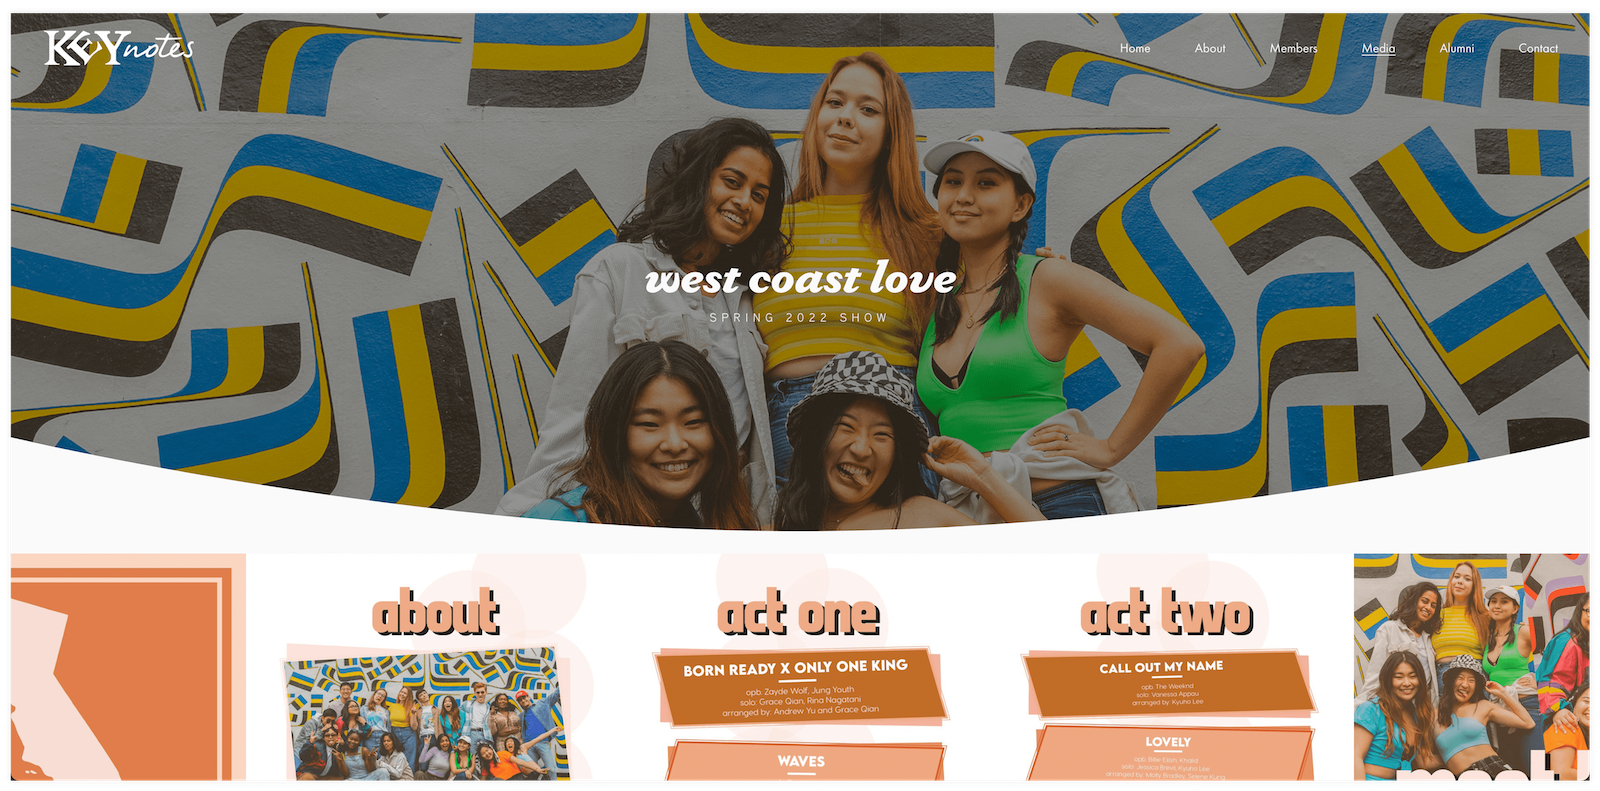 KEYnotes
Home About Members Media Alumni Contact
west coast love
SPRING 2022 SHOW
about
act one
BORN READY X ONLY ONE KING
opb: Zayde Wolf, Jung Youth
solo: Grace Qian, Rina Nagatani
arranged by: Andrew Yu and Grace Qian
WAVES
act two
CALL OUT MY NAME
opb: The Weeknd
solo: Vanessa Appau
arranged by: Kyuho Lee
LOVELY
opb: Billie Eilish, Khalid
solo: Jessica Brevil, Kyuho Lee
arranged by: Molly Bradley, Selene Kung